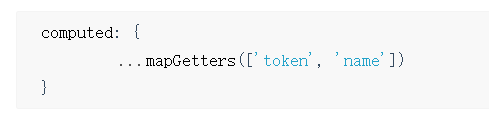 computed: {
        ...mapGetters(['token', 'name'])
}